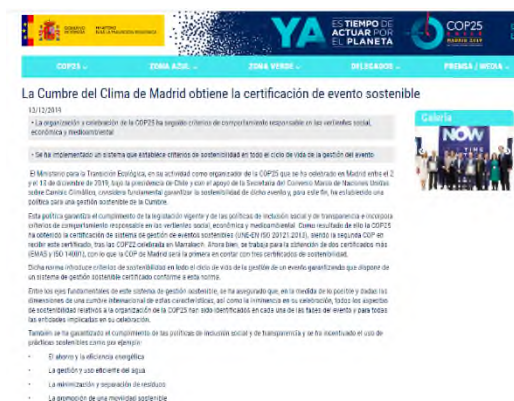 GOBIERNO DE ESPAÑA
MINISTERIO PARA LA TRANSICIÓN ECOLÓGICA
YA
ES TIEMPO DE
ACTUAR POR
EL PLANETA
COP25
MADRID 2019
COP25
ZONA AZUL
ZONA VERDE
DELEGADOS
PRENSA / MEDIA
La Cumbre del Clima de Madrid obtiene la certificación de evento sostenible
13/12/2019
- La organización y celebración de la COP25 ha seguido criterios de comportamiento responsable en las vertientes social,
económica y medioambiental
- Se ha implementado un sistema que establece criterios de sostenibilidad en todo el ciclo de vida de la gestión del evento
Galería
NOW
TIME
El Ministerio para la Transición Ecológica, en su actividad como organizador de la COP25 que se ha celebrado en Madrid entre el 2
y el 13 de diciembre de 2019, bajo la presidencia de Chile y con el apoyo de la Secretaría del Convenio Marco de Naciones Unidas
sobre Cambio Climático, considera fundamental garantizar la sostenibilidad de dicho evento y, para este fin, ha establecido una
política para una gestión sostenible de la Cumbre.
Esta política garantiza el cumplimiento de la legislación vigente y de las políticas de inclusión social y de transparencia e incorpora
criterios de comportamiento responsable en las vertientes social, económica y medioambiental. Como resultado de ello la COP25
ha obtenido la certificación de sistema de gestión de eventos sostenibles (UNE-EN ISO 20121:2013), siendo la segunda COP en
recibir este certificado, tras las COP22 celebrada en Marrakech. Ahora bien, se trabaja para la obtención de dos certificados más
(EMAS y ISO 14001), con lo que la COP de Madrid será la primera en contar con tres certificados de sostenibilidad.
Dicha norma introduce criterios de sostenibilidad en todo el ciclo de vida de la gestión de un evento garantizando que dispone de
un sistema de gestión sostenible certificado conforme a esta norma.
Entre los ejes fundamentales de este sistema de gestión sostenible, se ha asegurado que, en la medida de lo posible y dadas las
dimensiones de una cumbre internacional de estas características, así como la inminencia en su celebración, todos los aspectos
de sostenibilidad relativos a la organización de la COP25 han sido identificados en cada una de las fases del evento y para todas
las entidades implicadas en su celebración.
También se ha garantizado el cumplimiento de las políticas de inclusión social y de transparencia y se ha incentivado el uso de
prácticas sostenibles como por ejemplo:
· El ahorro y la eficiencia energética
· La gestión y uso eficiente del agua
· La minimización y separación de residuos
· La promoción de una movilidad sostenible